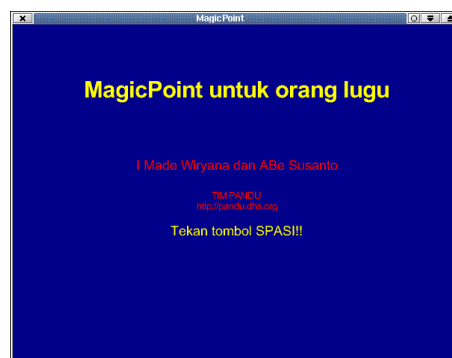 MagicPoint
MagicPoint untuk orang lugu
I Made Wiryana dan ABe Susanto
TIM PANDU
http://pandu.dhs.org
Tekan tombol SPASI!!